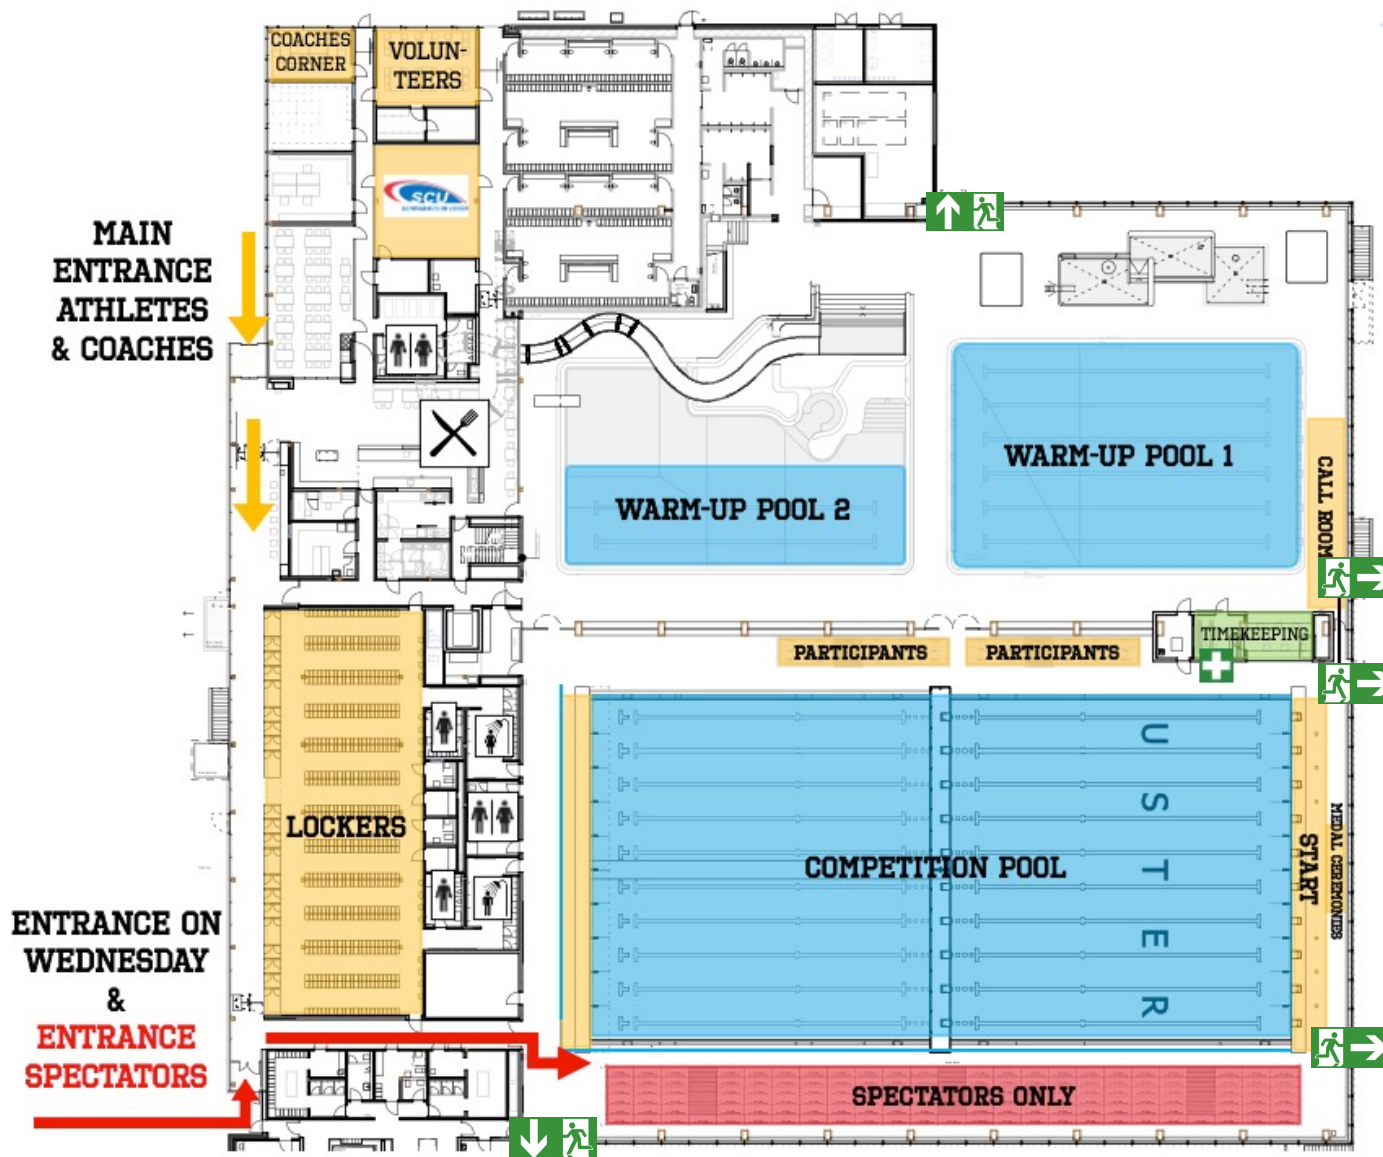 COACHES
CORNER
VOLUN-
TEERS
SCU
MAIN
ENTRANCE
ATHLETES
& COACHES
WARM-UP POOL 1
WARM-UP POOL 2
CALL ROOM
PARTICIPANTS
PARTICIPANTS
TIMEKEEPING
LOCKERS
COMPETITION POOL
USTER
START
MEDAL CEREMONIES
ENTRANCE ON
WEDNESDAY
&
ENTRANCE
SPECTATORS
SPECTATORS ONLY